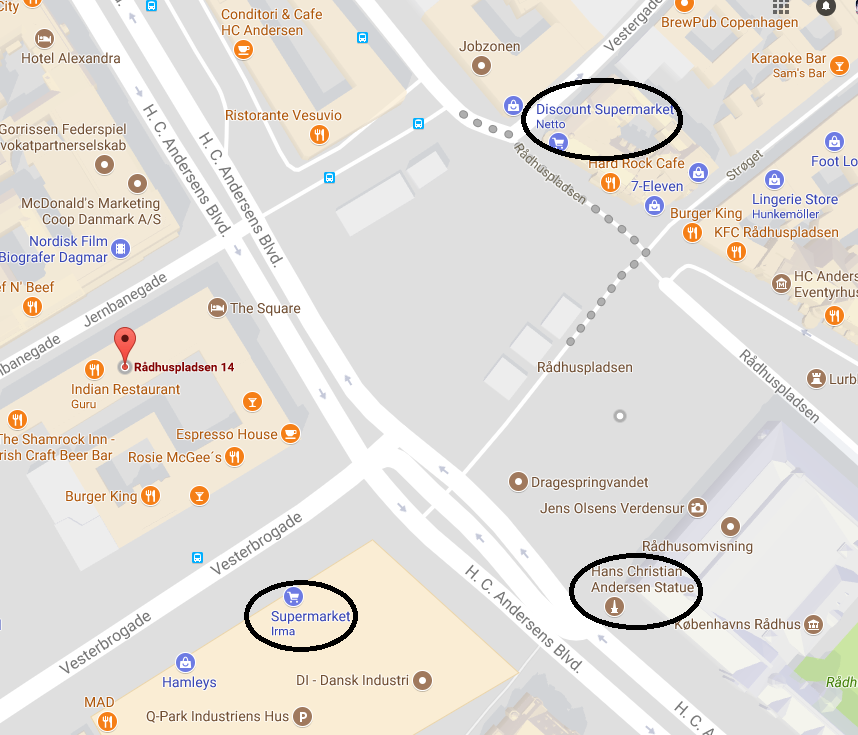 City
Hotel Alexandra
Conditori & Cafe
HC Andersen
Jobzonen
Vestergade
BrewPub Copenhagen
Karaoke Bar
Sam's Bar
Ristorante Vesuvio
Discount Supermarket
Netto
Gorrissen Federspiel
vokatpartnerselskab
H. C. Andersens Blvd.
H. C. Andersens Blvd.
Rådhuspladsen
Hard Rock Cafe
7-Eleven
Strøget
Foot Lo
McDonald's Marketing
Coop Danmark A/S
Lingerie Store
Hunkemöller
Burger King
KFC Rådhuspladsen
Nordisk Film
Biografer Dagmar
ef N' Beef
Jernbanegade
HC Anders
Eventyrhus
The Square
nbanegade
Rådhuspladsen 14
Rådhuspladsen
Rådhuspladsen
Lurb
Indian Restaurant
Guru
The Shamrock Inn -
rish Craft Beer Bar
Espresso House
Rosie McGee´s
Burger King
Dragespringvandet
Jens Olsens Verdensur
Rådhusomvisning
Vesterbrogade
Hans Christian
Andersen Statue
H. C. Andersens Blvd.
Supermarket
Irma
Københavns Rådhus
Vesterbrogade
Hamleys
DI - Dansk Industri
Rådh
MAD
Q-Park Industriens Hus
P
H. C. A